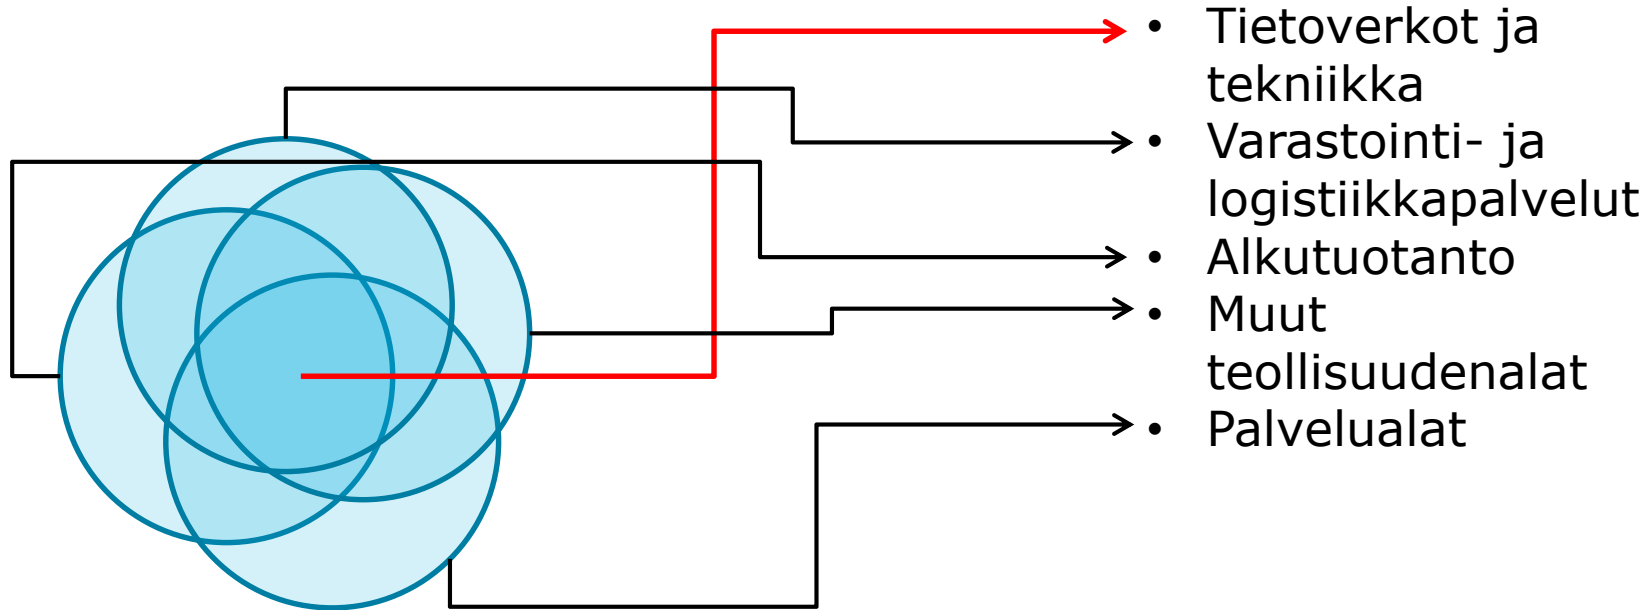 • Tietoverkot ja
tekniikka
• Varastointi- ja
logistiikkapalvelut
• Alkutuotanto
• Muut
teollisuudenalat
• Palvelualat